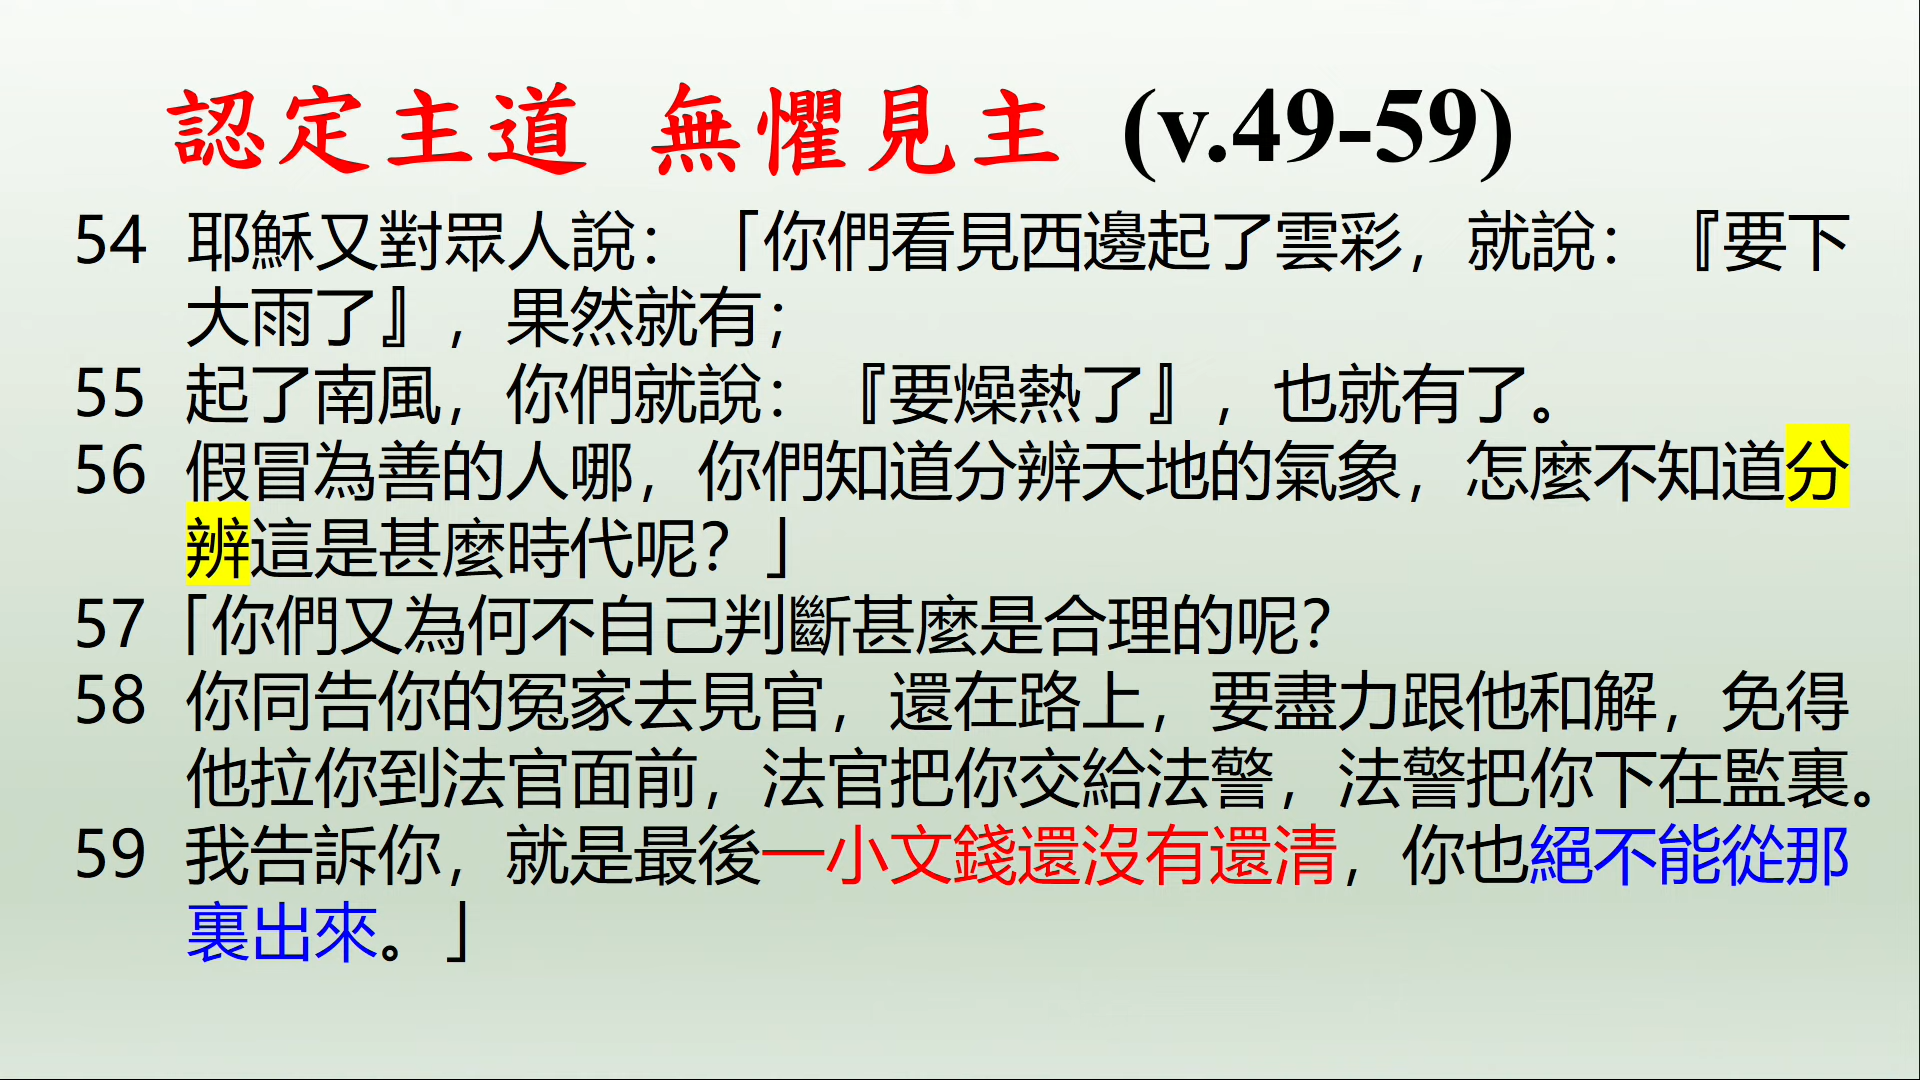 認定主道 無懼見主 (v.49-59)
54 耶穌又對眾人說：「你們看見西邊起了雲彩，就說：『要下
大雨了』，果然就有；
55 起了南風，你們就說：『要燥熱了』，也就有了。
56 假冒為善的人哪，你們知道分辨天地的氣象，怎麼不知道分
辨這是甚麼時代呢？」
57「你們又為何不自己判斷甚麼是合理的呢？
58 你同告你的冤家去見官，還在路上，要盡力跟他和解，免得
他拉你到法官面前，法官把你交給法警，法警把你下在監裏。
59 我告訴你，就是最後一小文錢還沒有還清，你也絕不能從那
裏出來。」